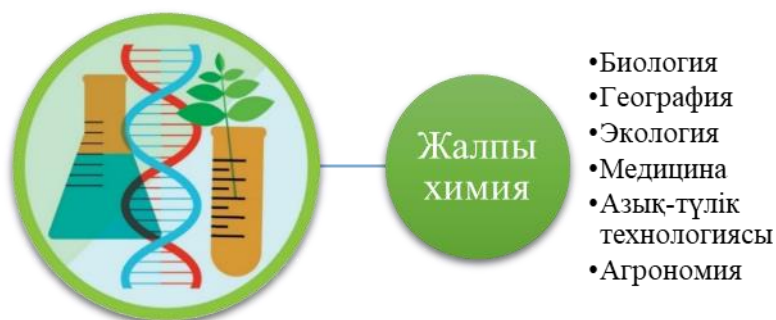 Жалпы
химия
•Биология
•География
•Экология
•Медицина
•Азық-түлік
технологиясы
•Агрономия